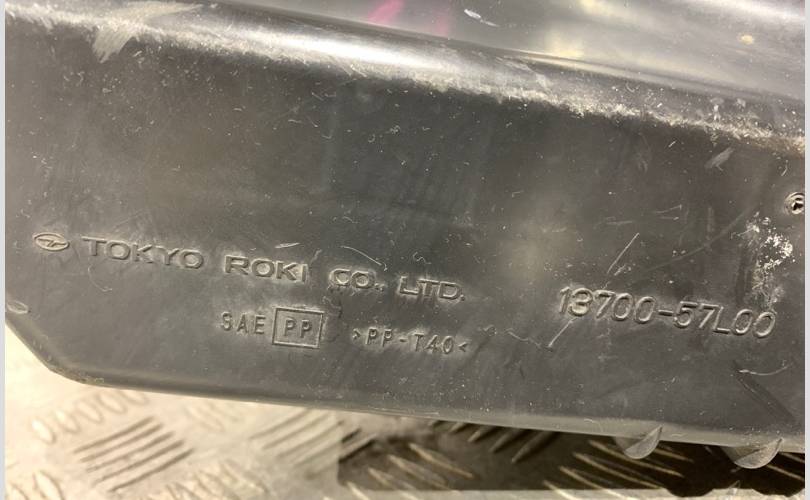 TOKYO ROKI CO., LTD.
13700-57L00
SAE PP >PP-T40<